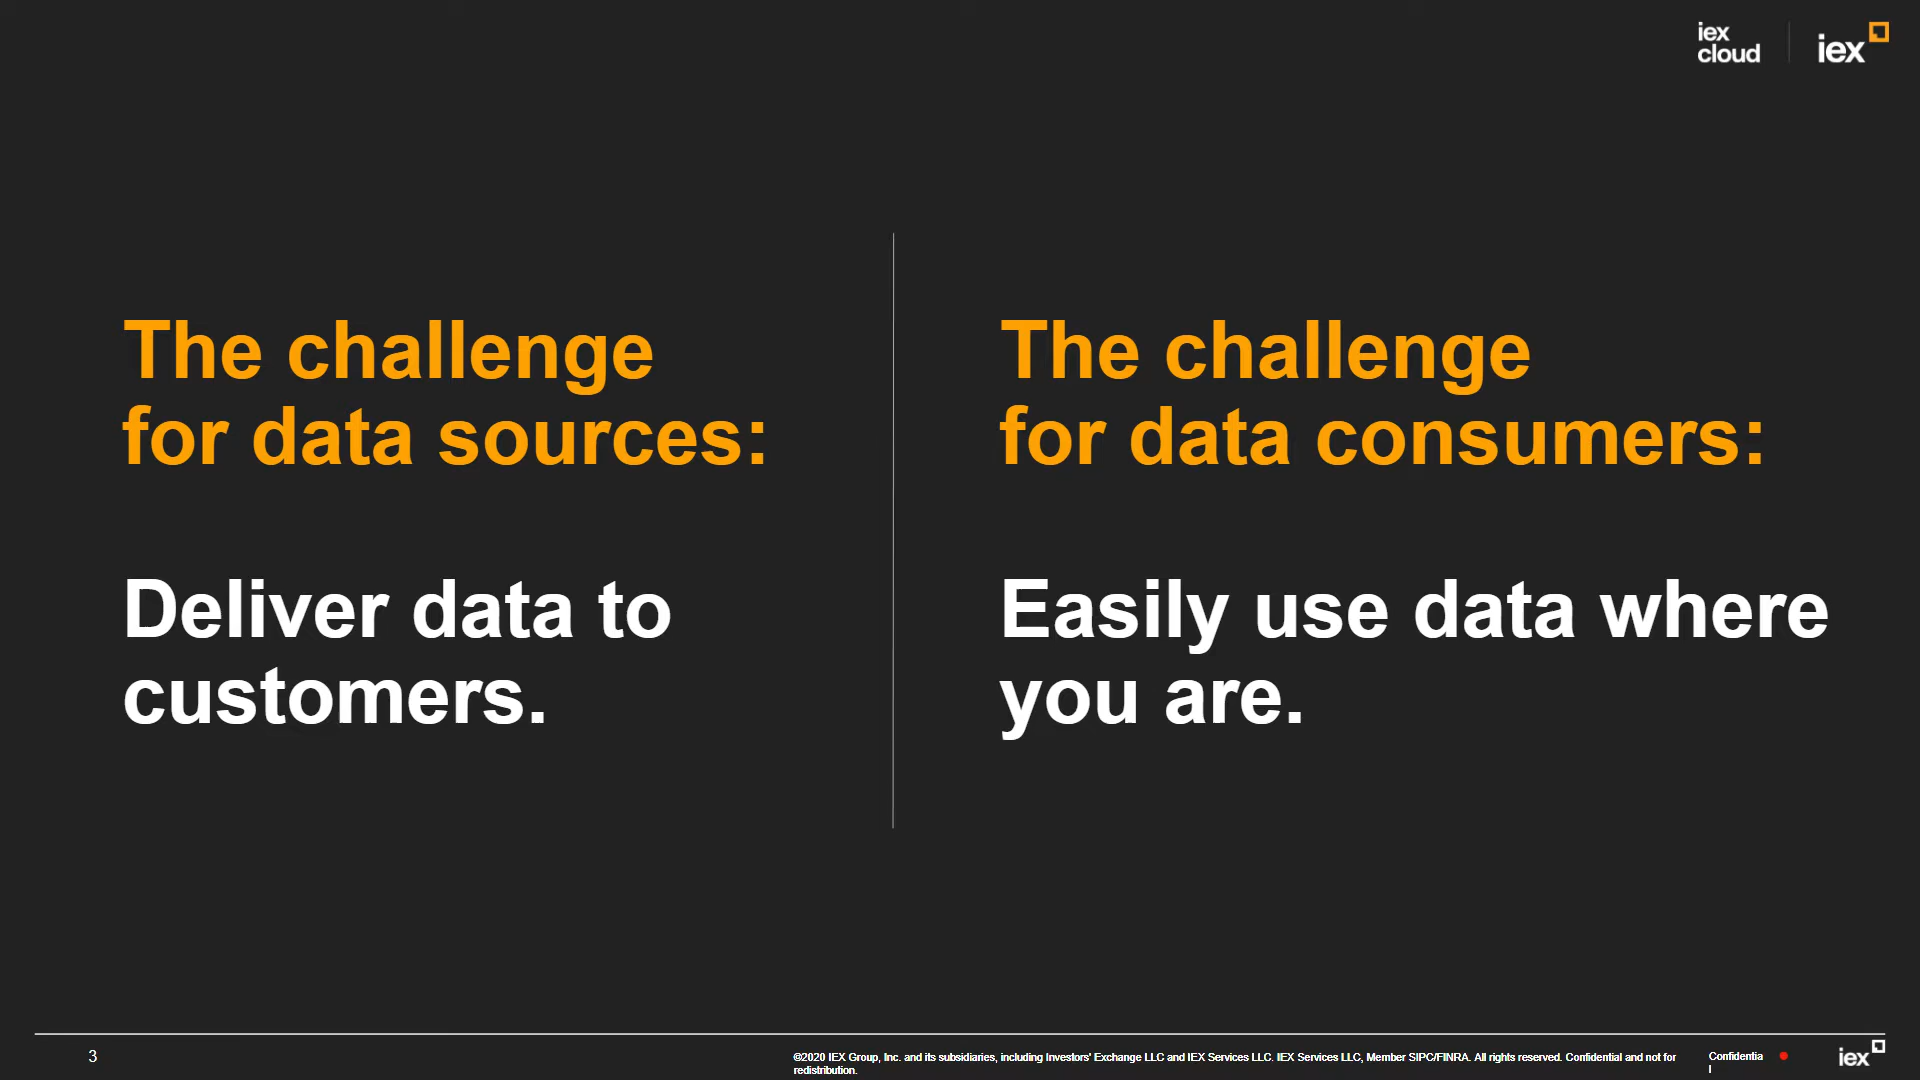 iex
cloud
iex
The challenge
for data sources:
Deliver data to
customers.
The challenge
for data consumers:
Easily use data where
you are.
3
©2020 IEX Group, Inc. and its subsidiaries, including Investors' Exchange LLC and IEX Services LLC. IEX Services LLC, Member SIPC/FINRA. All rights reserved. Confidential and not for
redistribution.
Confidentia
l
iex